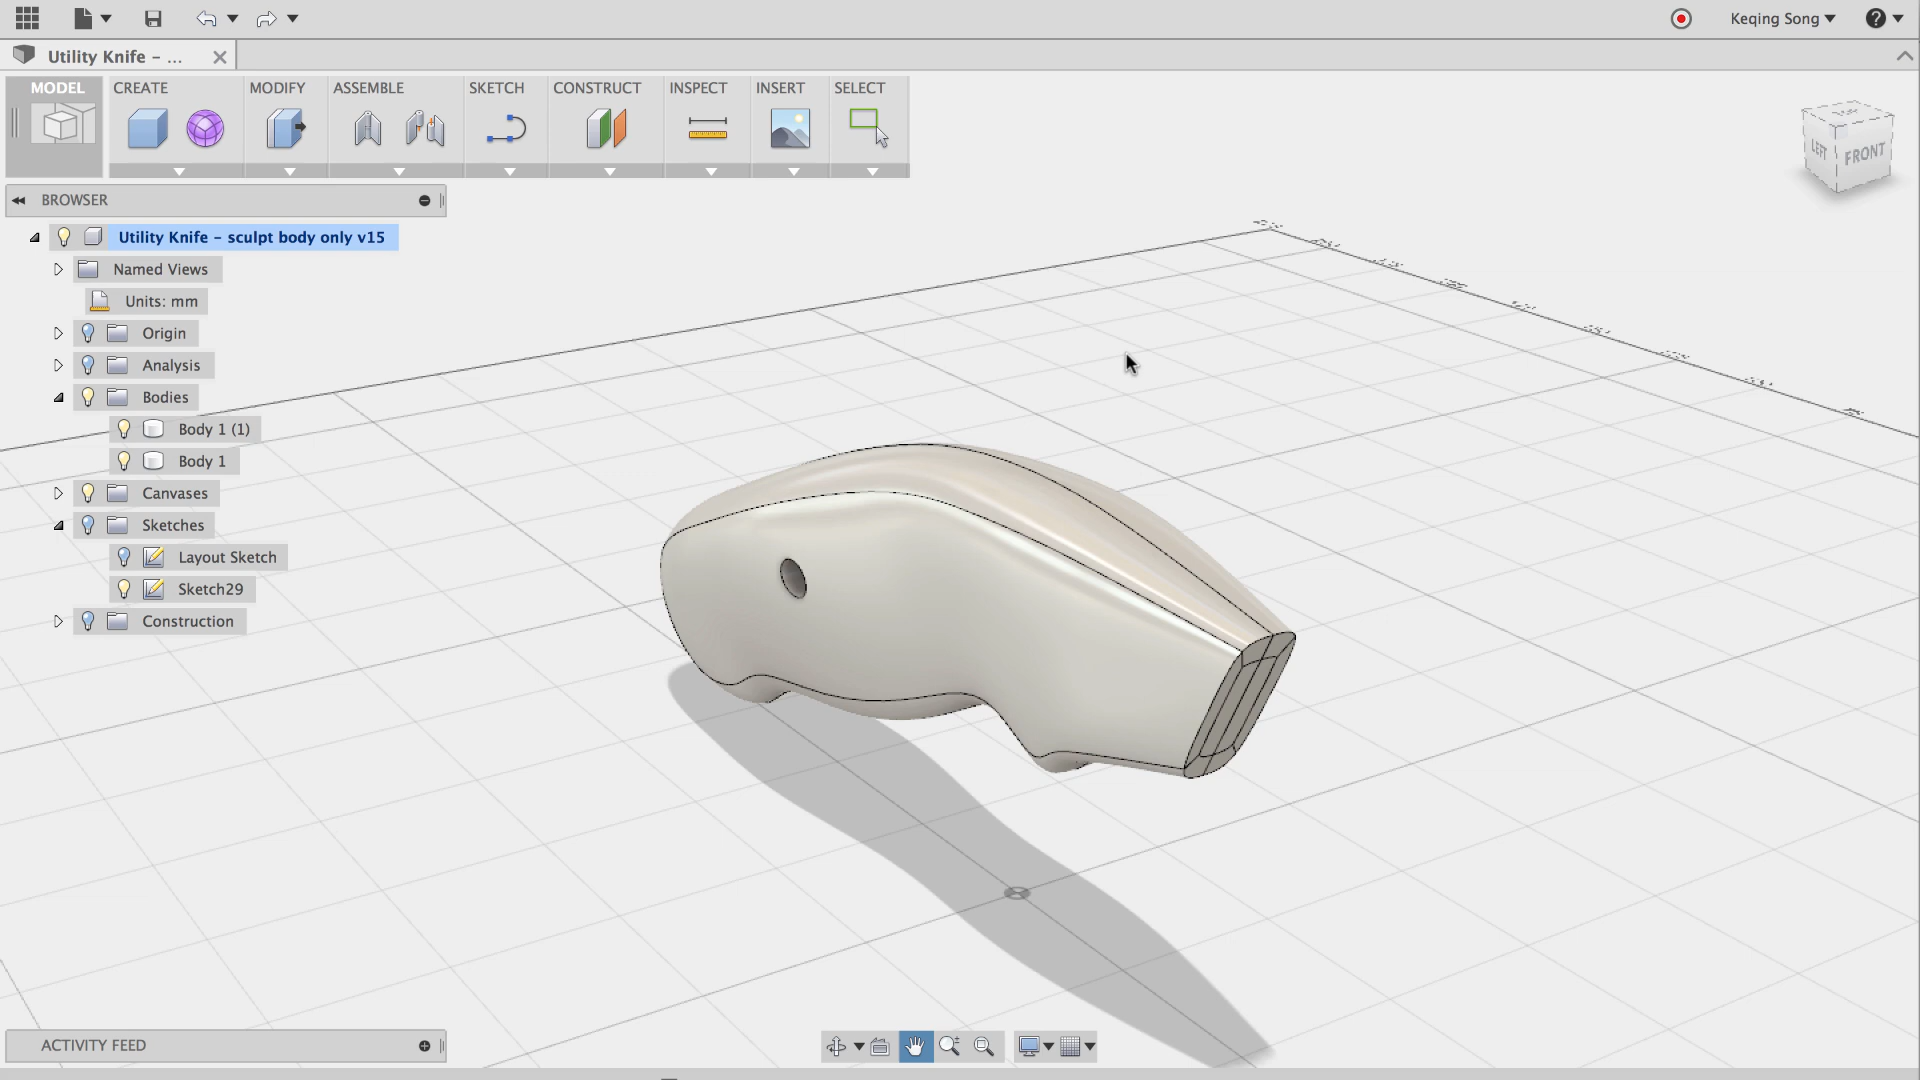 Keqing Song
Utility Knife – ...
MODEL
CREATE
MODIFY
ASSEMBLE
SKETCH
CONSTRUCT
INSPECT
INSERT
SELECT
LEFT
FRONT
BROWSER
Utility Knife – sculpt body only v15
Named Views
Units: mm
Origin
Analysis
Bodies
Body 1 (1)
Body 1
Canvases
Sketches
Layout Sketch
Sketch29
Construction
ACTIVITY FEED